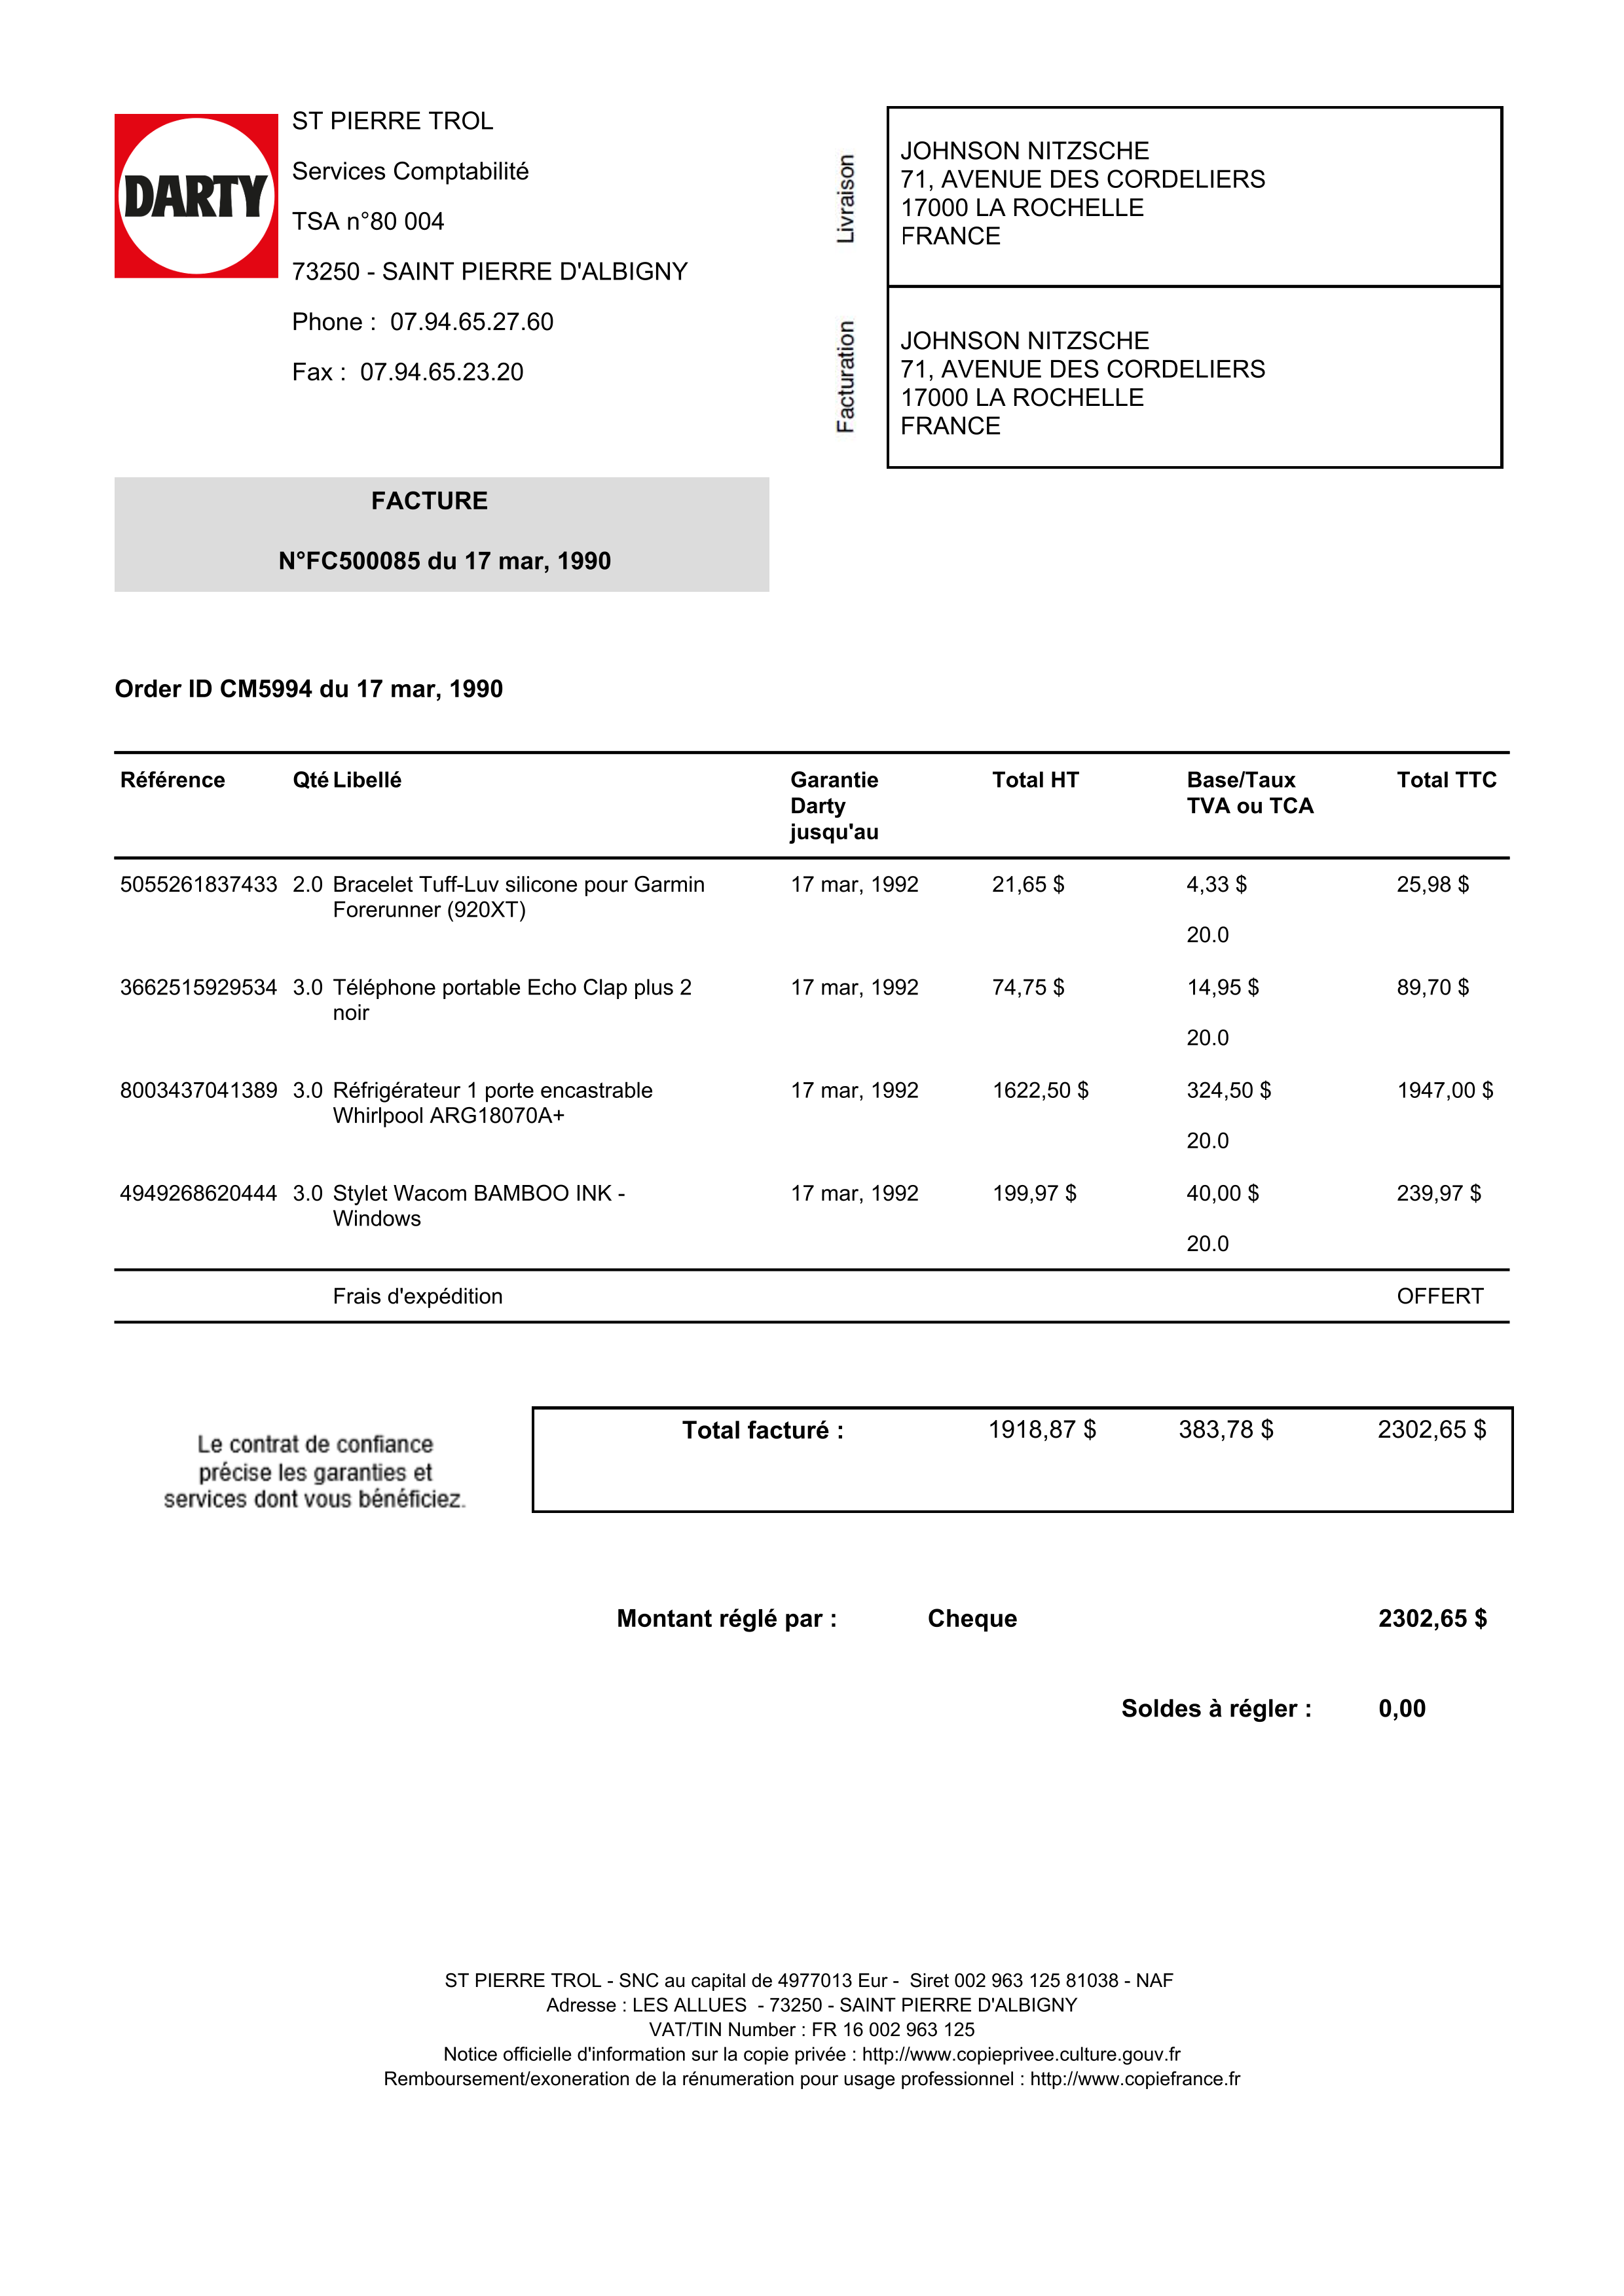 DARTY
ST PIERRE TROL
Services Comptabilité
TSA n°80 004
73250 - SAINT PIERRE D'ALBIGNY
Phone : 07.94.65.27.60
Fax : 07.94.65.23.20
Livraison
JOHNSON NITZSCHE
71, AVENUE DES CORDELIERS
17000 LA ROCHELLE
FRANCE
Facturation
JOHNSON NITZSCHE
71, AVENUE DES CORDELIERS
17000 LA ROCHELLE
FRANCE
FACTURE
N°FC500085 du 17 mar, 1990
Order ID CM5994 du 17 mar, 1990
Référence Qté Libellé Garantie Total HT Base/Taux Total TTC
Darty TVA ou TCA
jusqu'au
5055261837433 2.0 Bracelet Tuff-Luv silicone pour Garmin 17 mar, 1992 21,65 $ 4,33 $ 25,98 $
Forerunner (920XT)
20.0
3662515929534 3.0 Téléphone portable Echo Clap plus 2 17 mar, 1992 74,75 $ 14,95 $ 89,70 $
noir
20.0
8003437041389 3.0 Réfrigérateur 1 porte encastrable 17 mar, 1992 1622,50 $ 324,50 $ 1947,00 $
Whirlpool ARG18070A+
20.0
4949268620444 3.0 Stylet Wacom BAMBOO INK - 17 mar, 1992 199,97 $ 40,00 $ 239,97 $
Windows
20.0
Frais d'expédition OFFERT
Le contrat de confiance
précise les garanties et
services dont vous bénéficiez.
Total facturé : 1918,87 $ 383,78 $ 2302,65 $
Montant réglé par : Cheque 2302,65 $
Soldes à régler : 0,00
ST PIERRE TROL - SNC au capital de 4977013 Eur - Siret 002 963 125 81038 - NAF
Adresse : LES ALLUES - 73250 - SAINT PIERRE D'ALBIGNY
VAT/TIN Number : FR 16 002 963 125
Notice officielle d'information sur la copie privée : http://www.copieprivee.culture.gouv.fr
Remboursement/exoneration de la rénumeration pour usage professionnel : http://www.copiefrance.fr